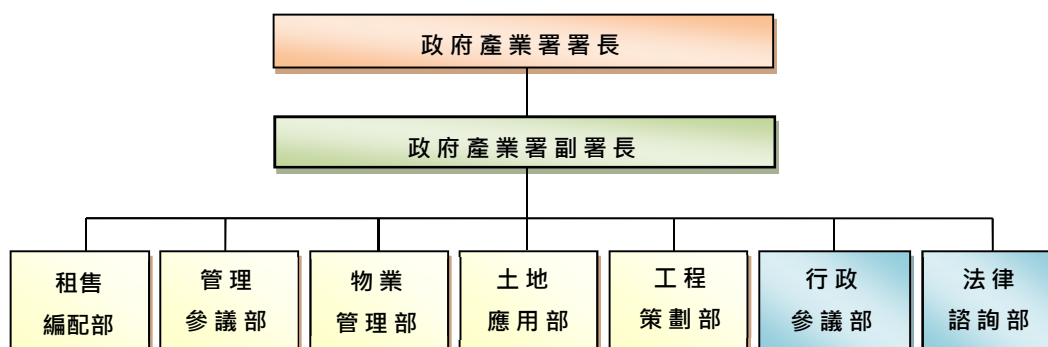 政府產業署署長
政府產業署副署長
租售
編配部
管理
參議部
物業
管理部
土地
應用部
工程
策劃部
行政
參議部
法律
諮詢部